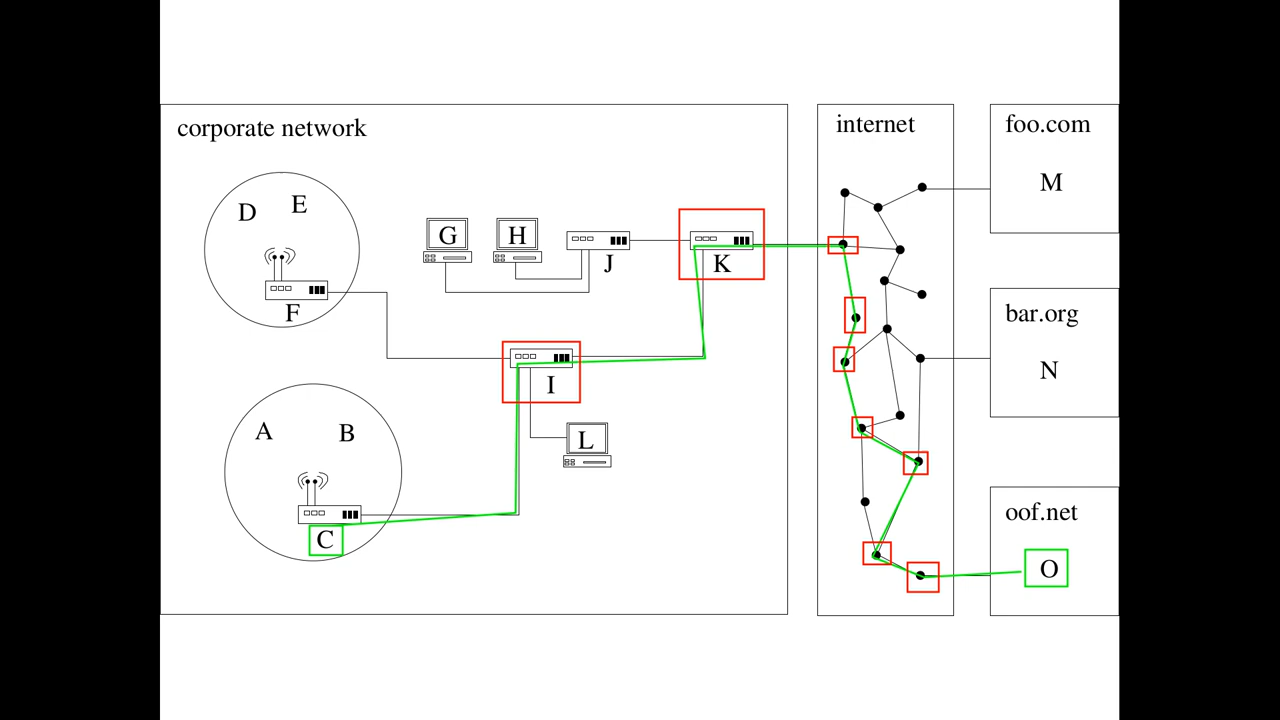 corporate network
internet
foo.com
D
E
M
G
H
J
K
F
bar.org
I
N
A
B
L
oof.net
C
O